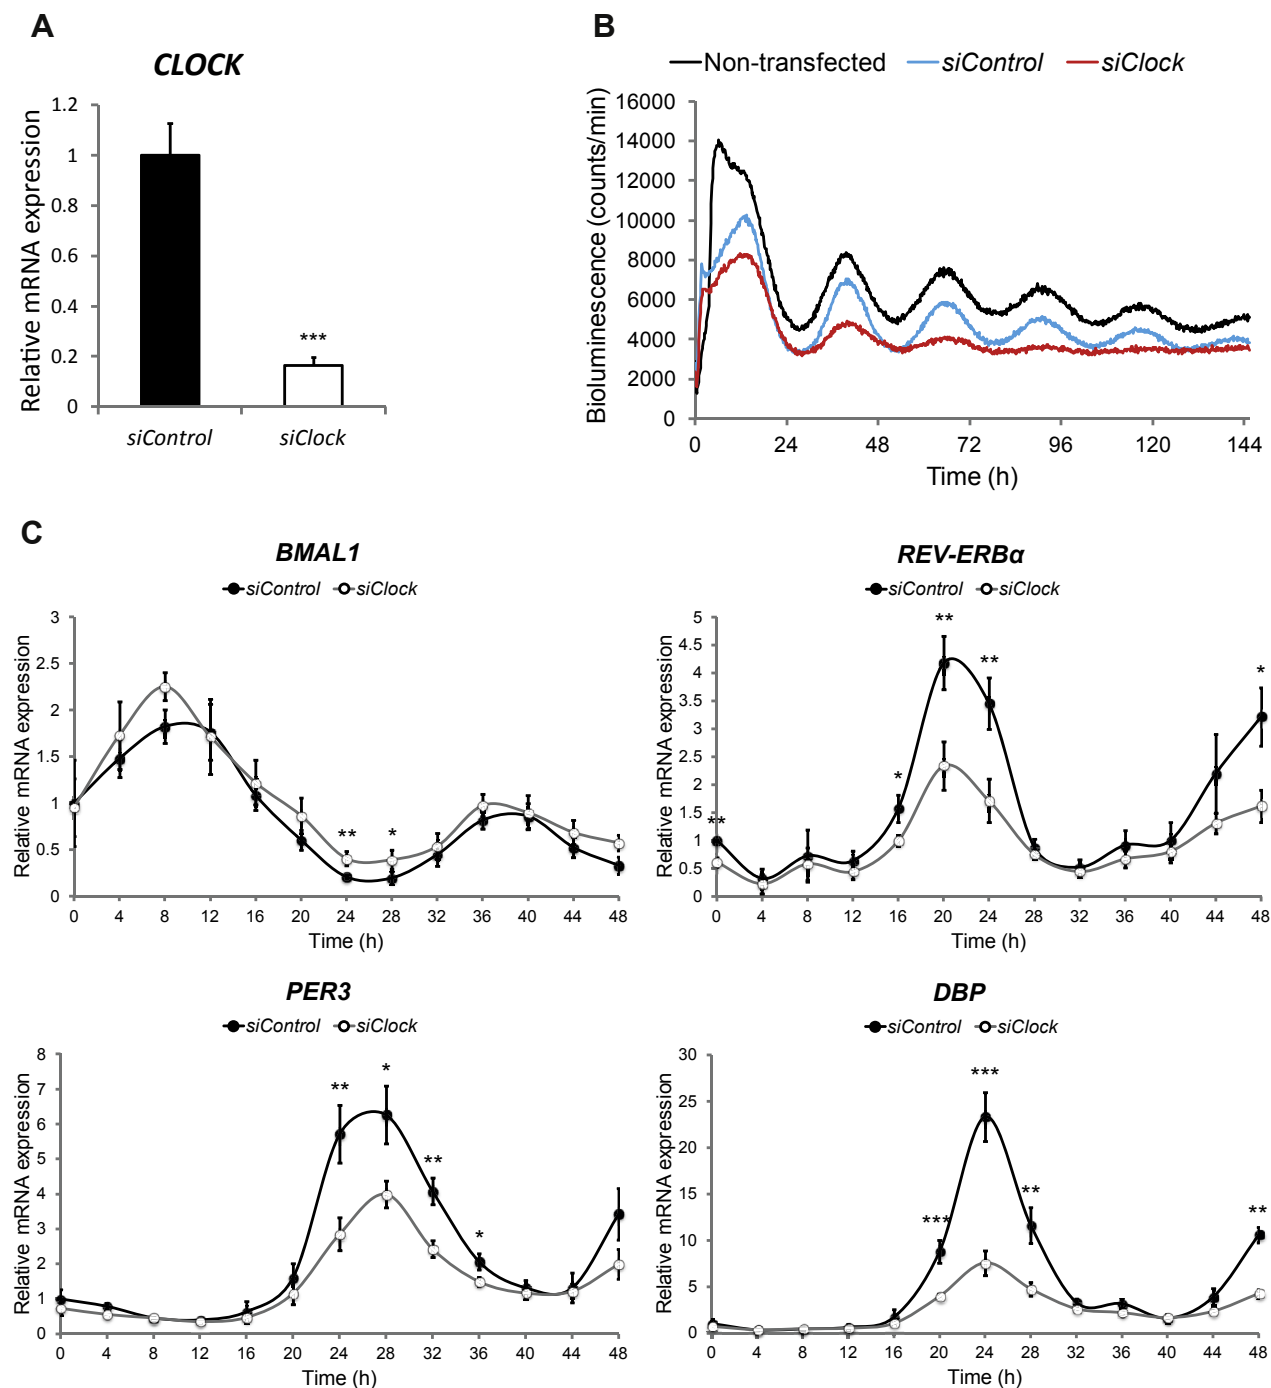 A
CLOCK
Relative mRNA expression
1.2
1
0.8
0.6
0.4
0.2
0
***
siControl siClock
B
Non-transfected siControl siClock
Bioluminescence (counts/min)
16000
14000
12000
10000
8000
6000
4000
2000
0
0 24 48 72 96 120 144
Time (h)
C
BMAL1
siControl siClock
Relative mRNA expression
3
2.5
2
1.5
1
0.5
0
** *
0 4 8 12 16 20 24 28 32 36 40 44 48
Time (h)
REV-ERBα
siControl siClock
Relative mRNA expression
5
4.5
4
3.5
3
2.5
2
1.5
1
0.5
0
** * ** ** *
0 4 8 12 16 20 24 28 32 36 40 44 48
Time (h)
PER3
siControl siClock
Relative mRNA expression
8
7
6
5
4
3
2
1
0
** * ** *
0 4 8 12 16 20 24 28 32 36 40 44 48
Time (h)
DBP
siControl siClock
Relative mRNA expression
30
25
20
15
10
5
0
*** *** ** **
0 4 8 12 16 20 24 28 32 36 40 44 48
Time (h)